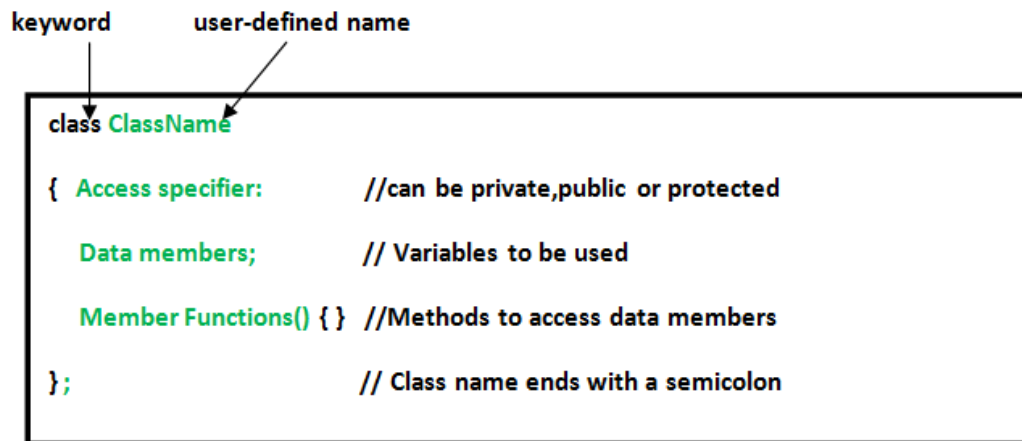 keyword user-defined name
class ClassName
{ Access specifier: //can be private,public or protected
Data members; // Variables to be used
Member Functions() { } //Methods to access data members
} ; // Class name ends with a semicolon